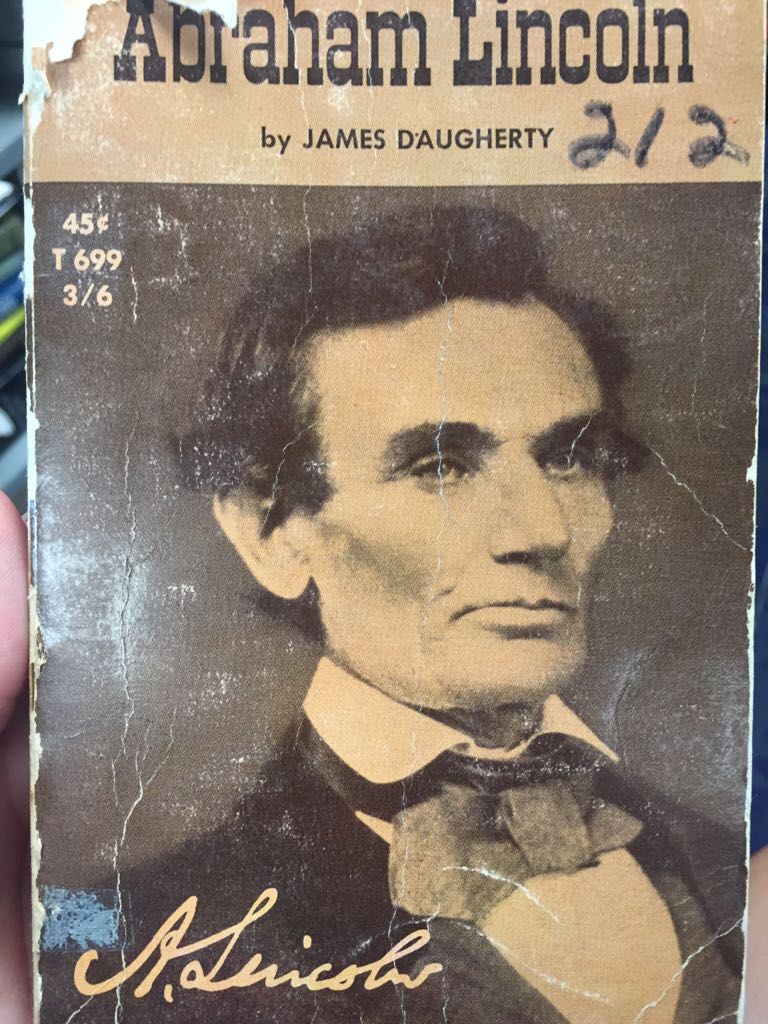 Abraham Lincoln
by JAMES DAUGHERTY
212
45¢
T 699
3/6
A. Lincoln